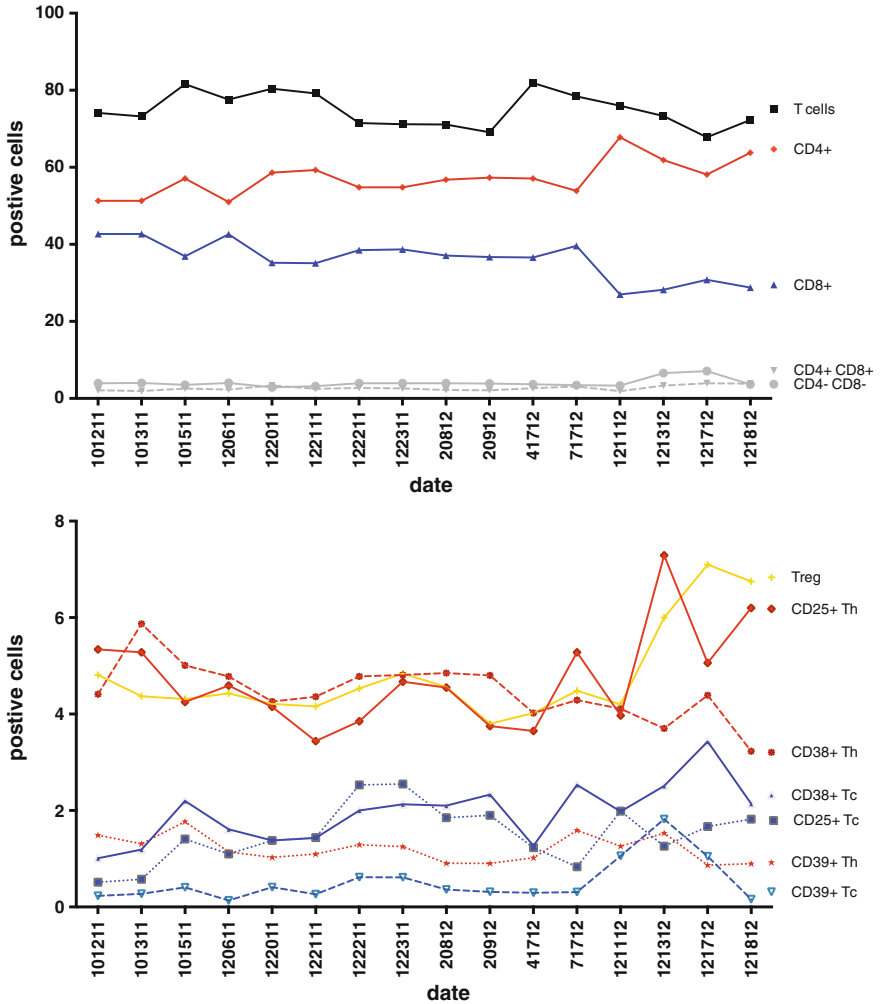 100
80
60
40
20
0
postive cells
T cells
CD4+
CD8+
CD4+ CD8+
CD4- CD8-
101211
101311
101511
120611
122011
122111
122211
122311
20812
20912
41712
71712
121112
121312
121712
121812
date
8
6
4
2
0
postive cells
Treg
CD25+ Th
CD38+ Th
CD38+ Tc
CD25+ Tc
CD39+ Th
CD39+ Tc
101211
101311
101511
120611
122011
122111
122211
122311
20812
20912
41712
71712
121112
121312
121712
121812
date